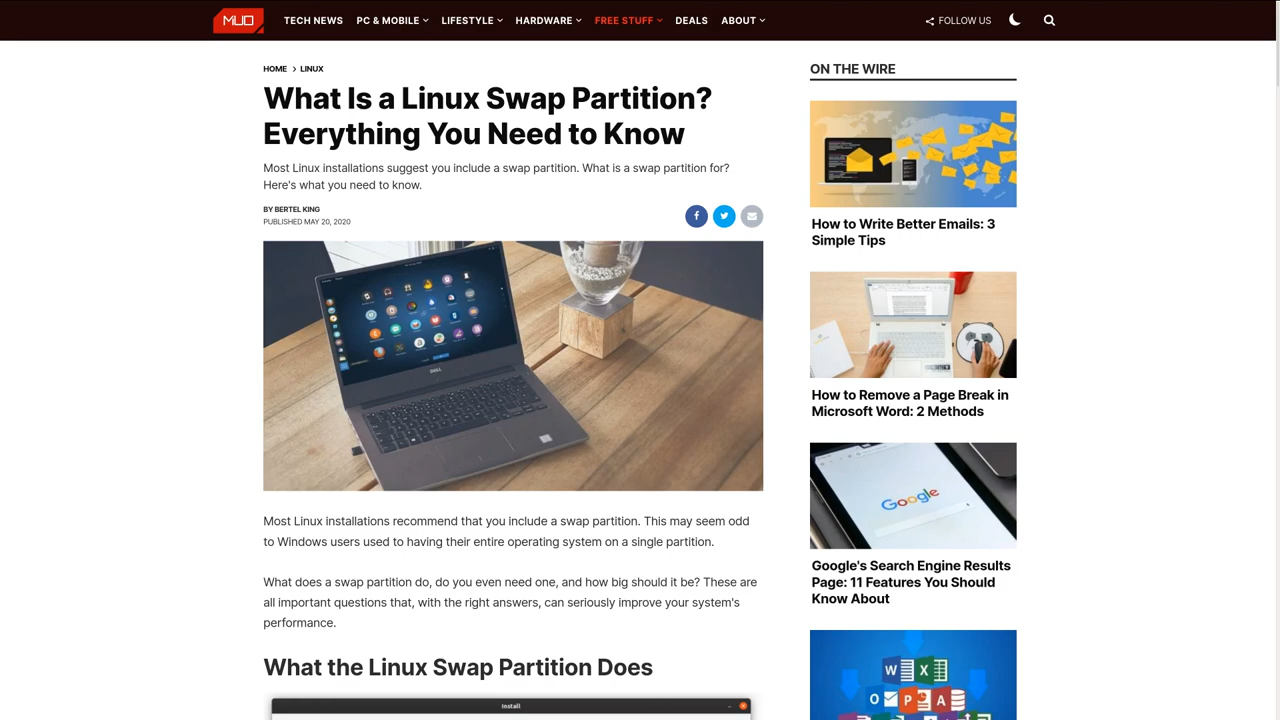 MUO
TECH NEWS
PC & MOBILE
LIFESTYLE
HARDWARE
FREE STUFF
DEALS
ABOUT
FOLLOW US
HOME
LINUX
What Is a Linux Swap Partition?
Everything You Need to Know
Most Linux installations suggest you include a swap partition. What is a swap partition for?
Here's what you need to know.
BY BERTEL KING
PUBLISHED MAY 20, 2020
DELL
Most Linux installations recommend that you include a swap partition. This may seem odd
to Windows users used to having their entire operating system on a single partition.
What does a swap partition do, do you even need one, and how big should it be? These are
all important questions that, with the right answers, can seriously improve your system's
performance.
What the Linux Swap Partition Does
Install
ON THE WIRE
How to Write Better Emails: 3
Simple Tips
How to Remove a Page Break in
Microsoft Word: 2 Methods
Google
Google's Search Engine Results
Page: 11 Features You Should
Know About
W X
O P A